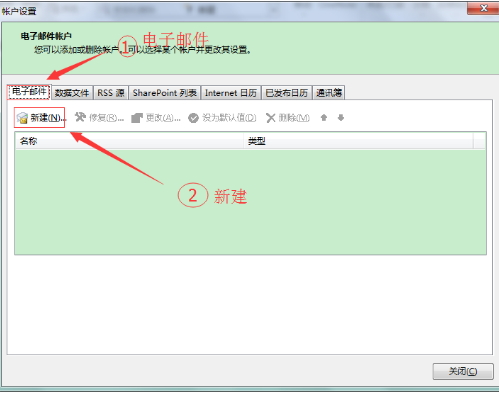 帐户设置
电子邮件帐户
您可以添加或删除帐户。可以选择某个帐户并更改其设置。
① 电子邮件
电子邮件 数据文件 RSS 源 SharePoint 列表 Internet 日历 已发布日历 通讯簿
新建(N)... 修复(R)... 更改(A)... 设为默认值(D) 删除(M)
名称 类型
② 新建
关闭(C)